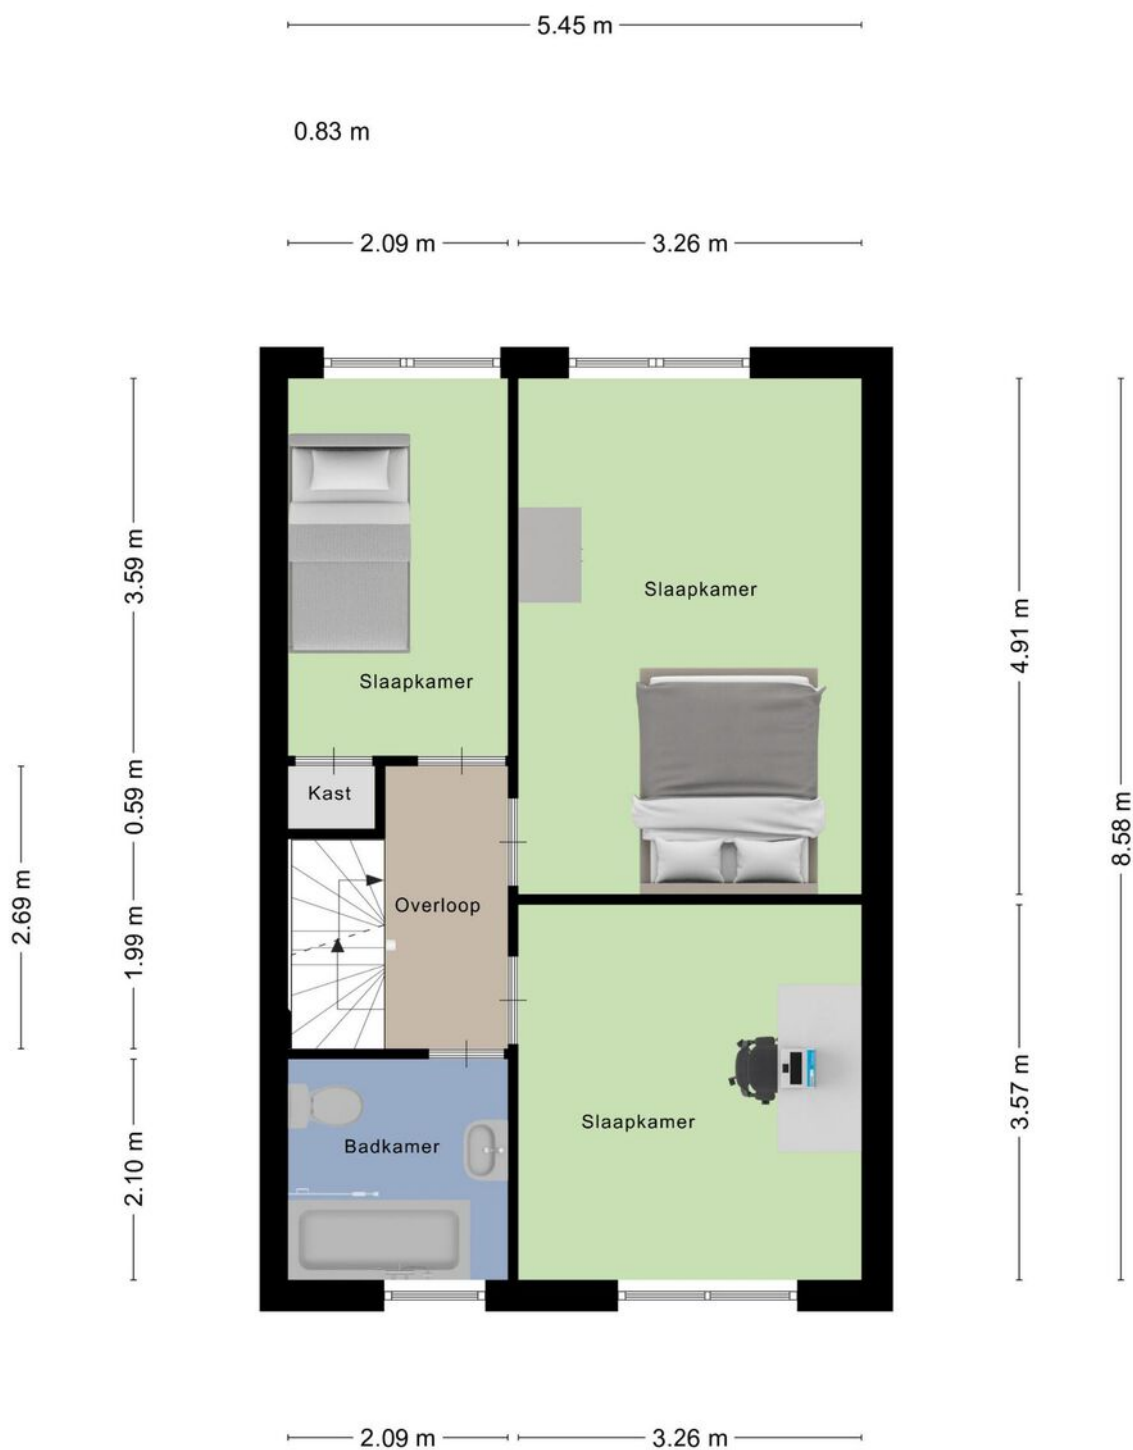 5.45 m
0.83 m
2.09 m
3.26 m
3.59 m
4.91 m
8.58 m
Slaapkamer
Slaapkamer
Kast
0.59 m
Overloop
2.69 m
1.99 m
3.57 m
Slaapkamer
Badkamer
2.10 m
2.09 m
3.26 m